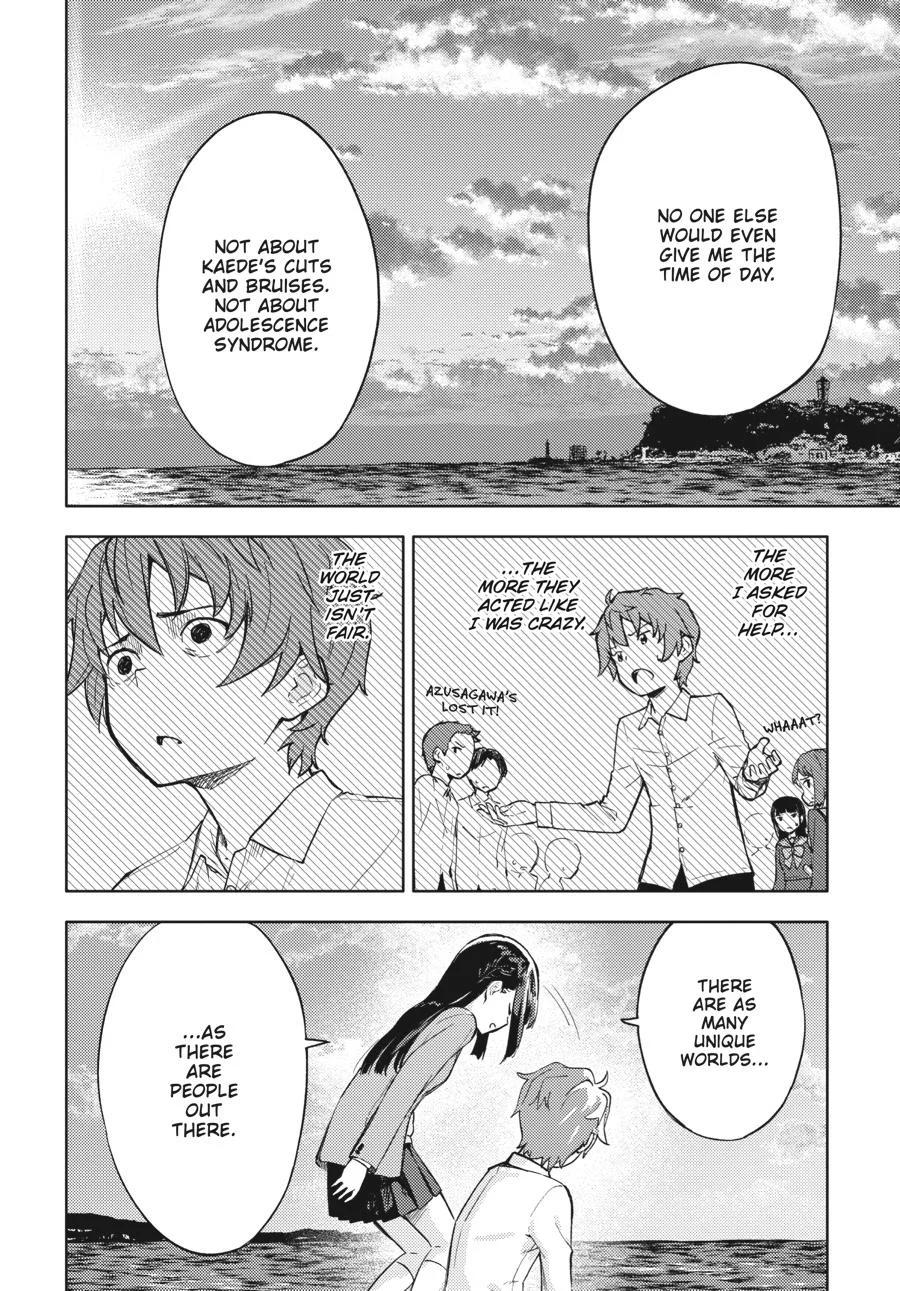 NO ONE ELSE
WOULD EVEN
GIVE ME THE
TIME OF DAY.
NOT ABOUT
KAEDE'S CUTS
AND BRUISES.
NOT ABOUT
ADOLESCENCE
SYNDROME.
THE
MORE
I ASKED
FOR
HELP...
...THE
MORE THEY
ACTED LIKE
I WAS CRAZY.
WHAAAT?
AZUSAGAWA'S
LOST IT!
THE
WORLD
JUST
ISN'T
FAIR.
THERE
ARE AS
MANY
UNIQUE
WORLDS...
...AS
THERE
ARE
PEOPLE
OUT
THERE.